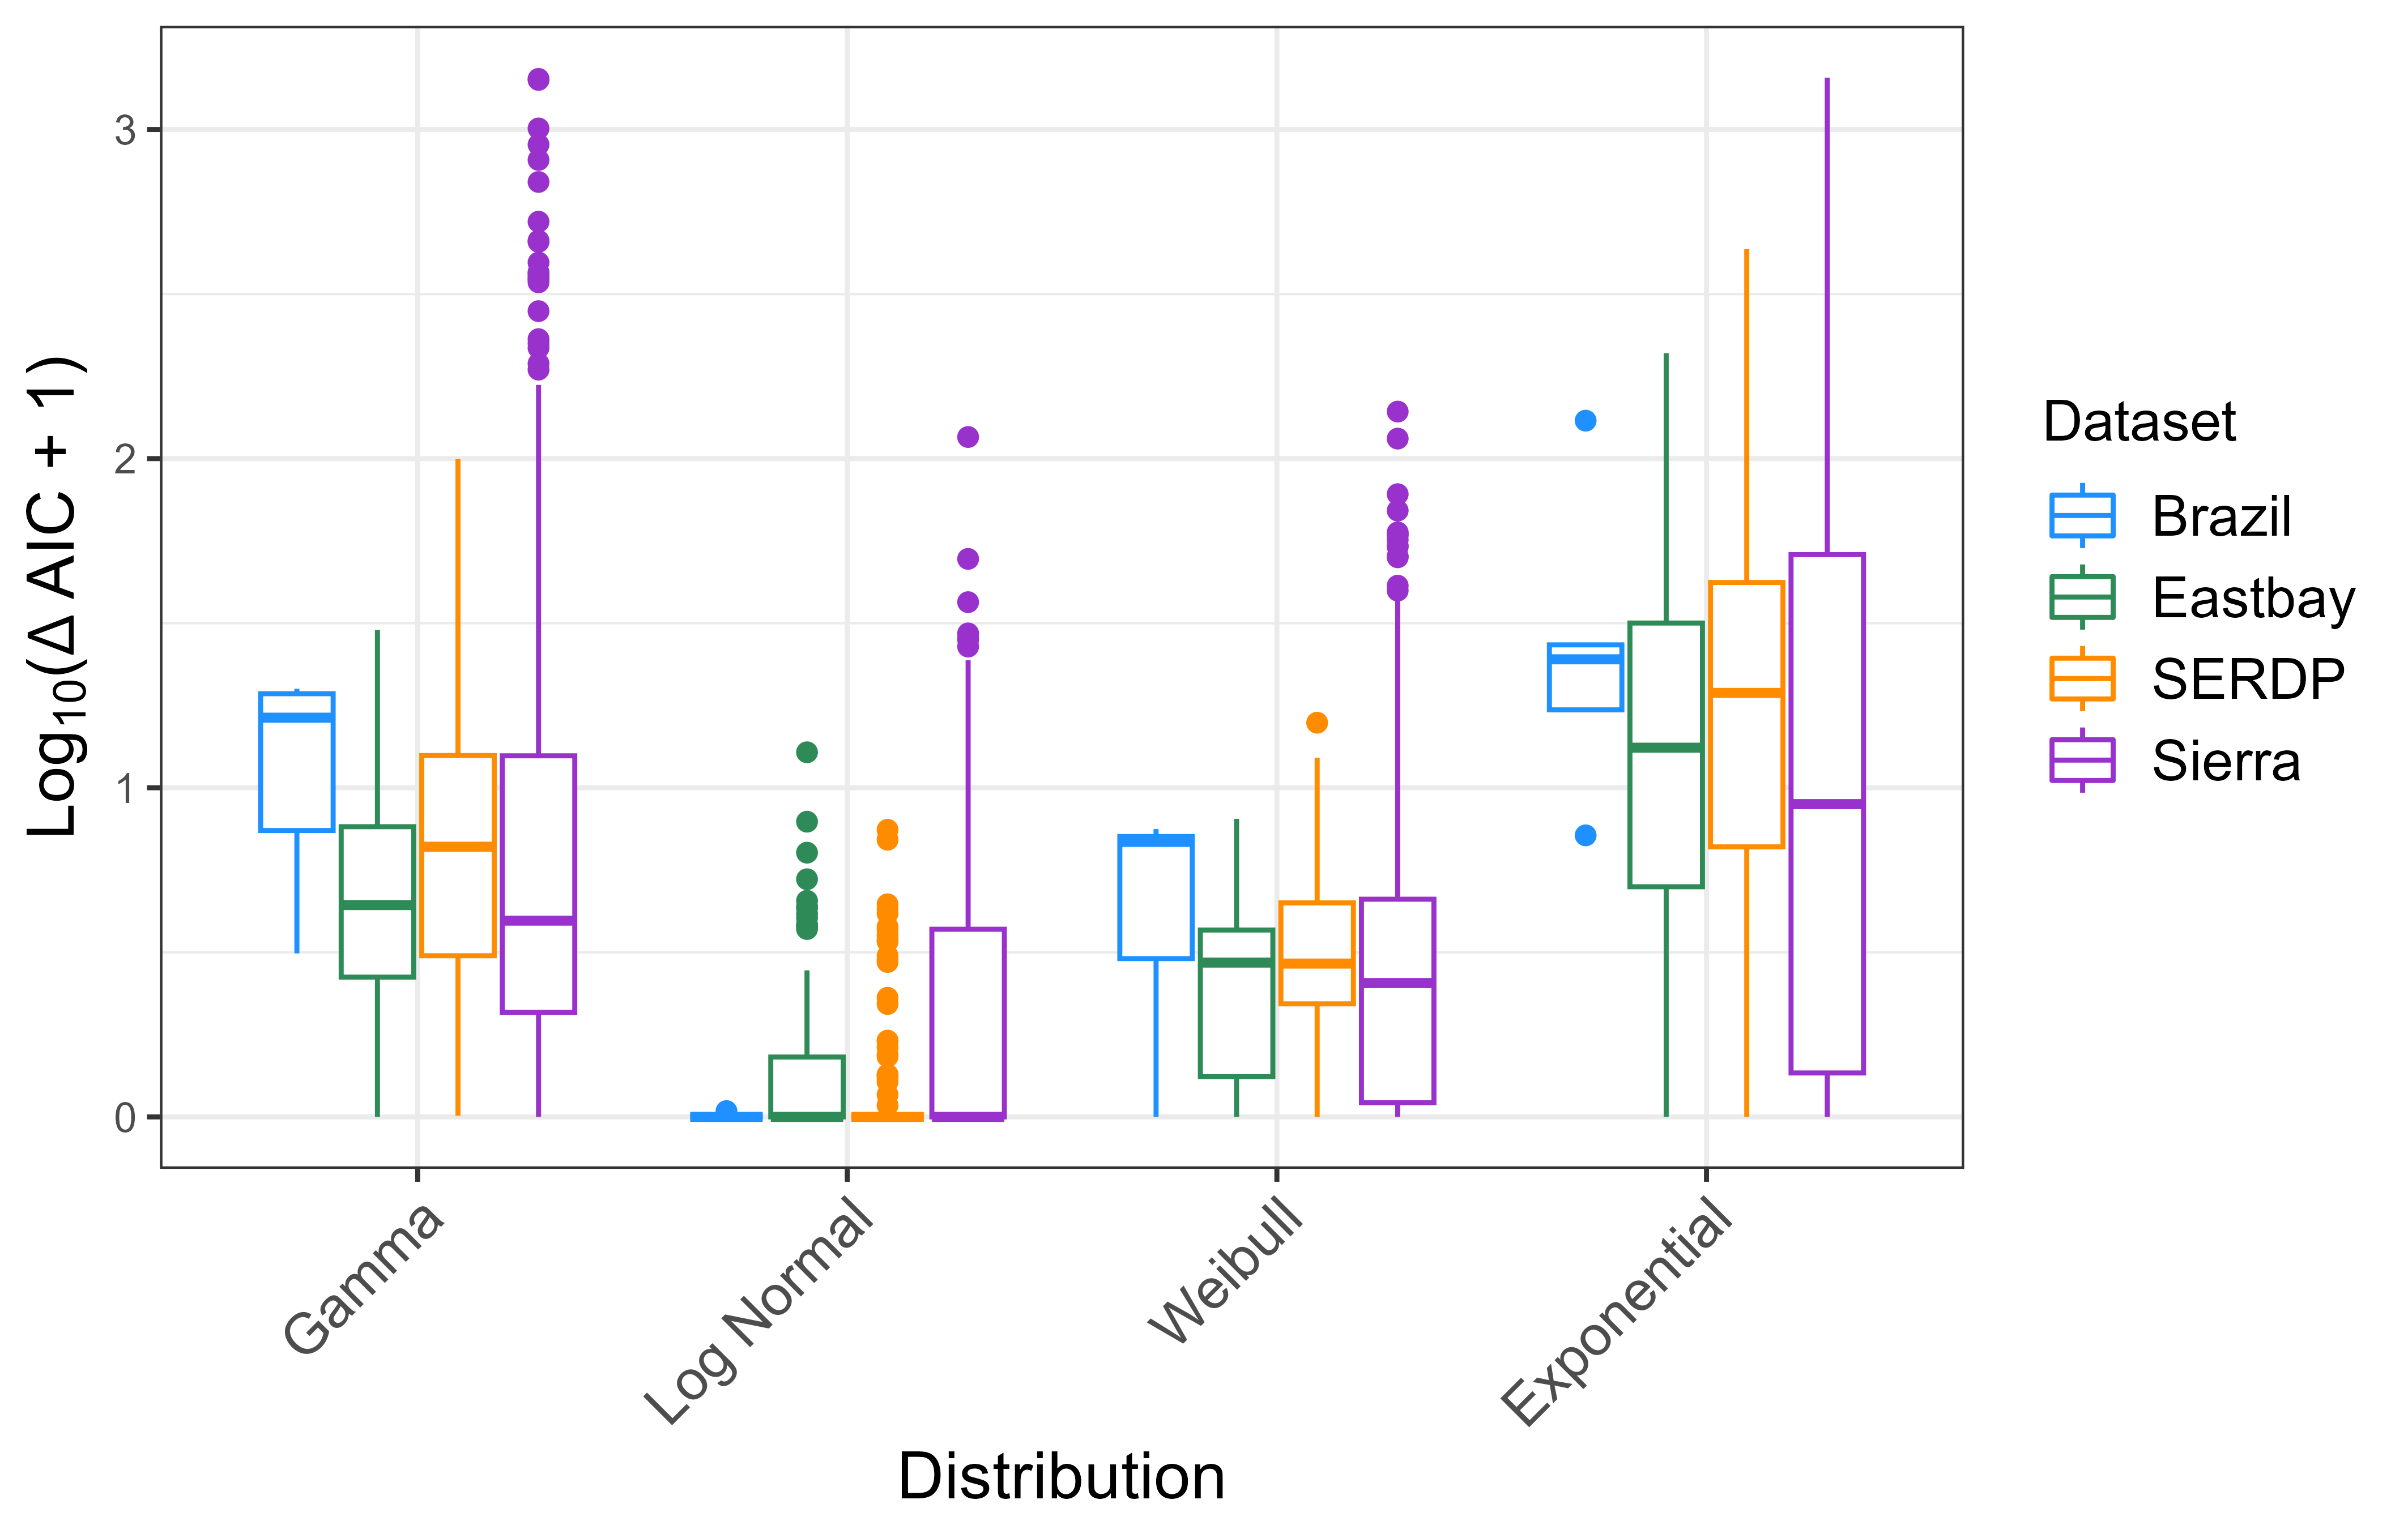 Log10(Δ AIC + 1)
3
2
1
0
Gamma
Log Normal
Weibull
Exponential
Distribution
Dataset
Brazil
Eastbay
SERDP
Sierra